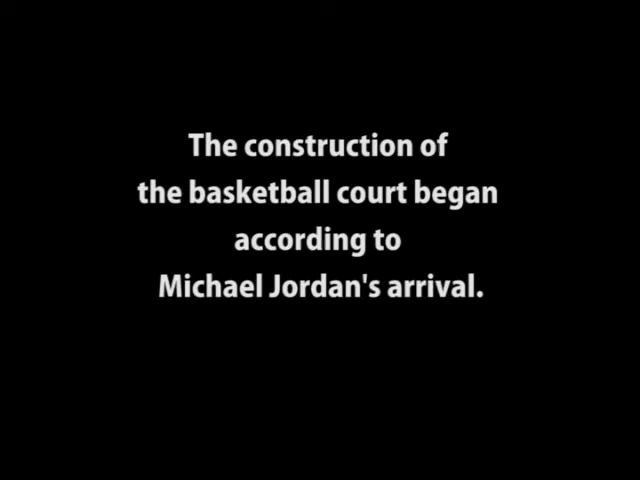 The construction of
the basketball court began
according to
Michael Jordan's arrival.